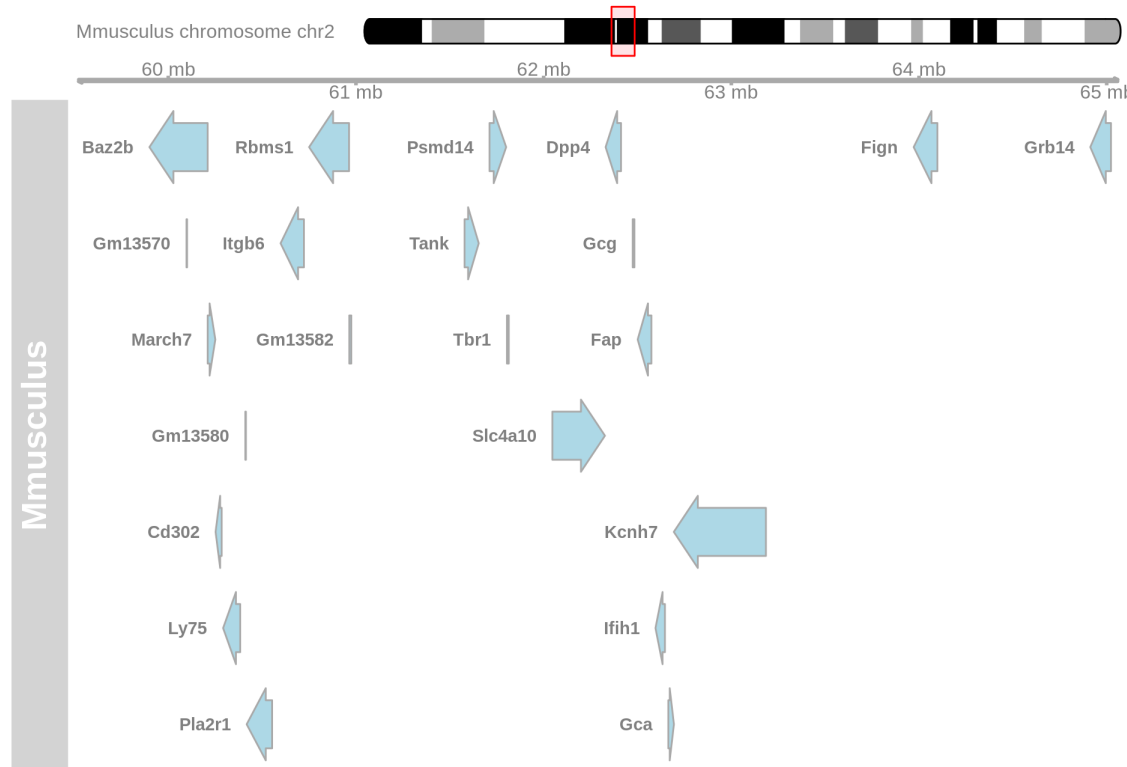 Mmusculus chromosome chr2
60 mb 62 mb 64 mb
61 mb 63 mb 65 mb
Mmusculus
Baz2b Rbms1 Psmd14 Dpp4 Fign Grb14
Gm13570 Itgb6 Tank Gcg
March7 Gm13582 Tbr1 Fap
Gm13580 Slc4a10
Cd302 Kcnh7
Ly75 Ifih1
Pla2r1 Gca